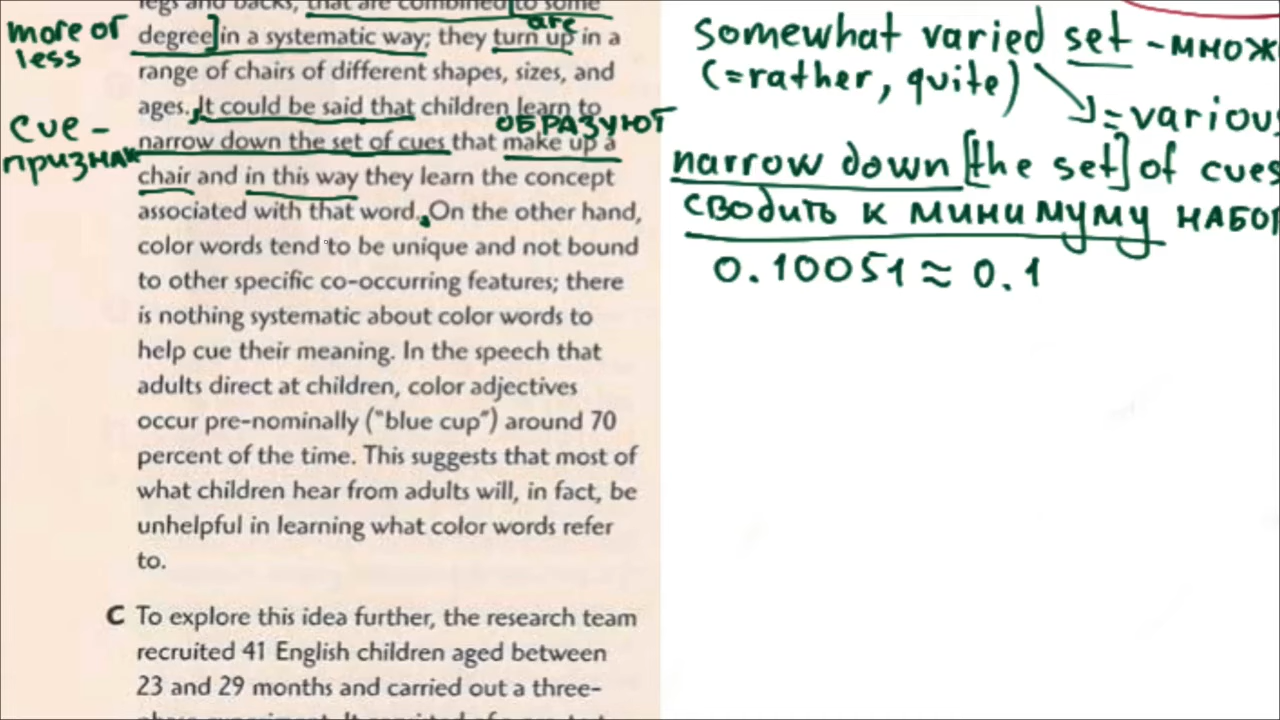 legs and backs, that are combined to some
degree] in a systematic way; they turn up in a
are
range of chairs of different shapes, sizes, and
ages. It could be said that children learn to
narrow down the set of cues that make up a
ОБРАЗУЮТ
chair and in this way they learn the concept
associated with that word. On the other hand,
color words tend to be unique and not bound
to other specific co-occurring features; there
is nothing systematic about color words to
help cue their meaning. In the speech that
adults direct at children, color adjectives
occur pre-nominally ("blue cup") around 70
percent of the time. This suggests that most of
what children hear from adults will, in fact, be
unhelpful in learning what color words refer
to.
C To explore this idea further, the research team
recruited 41 English children aged between
23 and 29 months and carried out a three-
more or
less
cue -
признак
somewhat varied set - множ
(=rather, quite)
= variou
narrow down [the set] of cues
сводить к минимуму набор
0.10051 ≈ 0.1